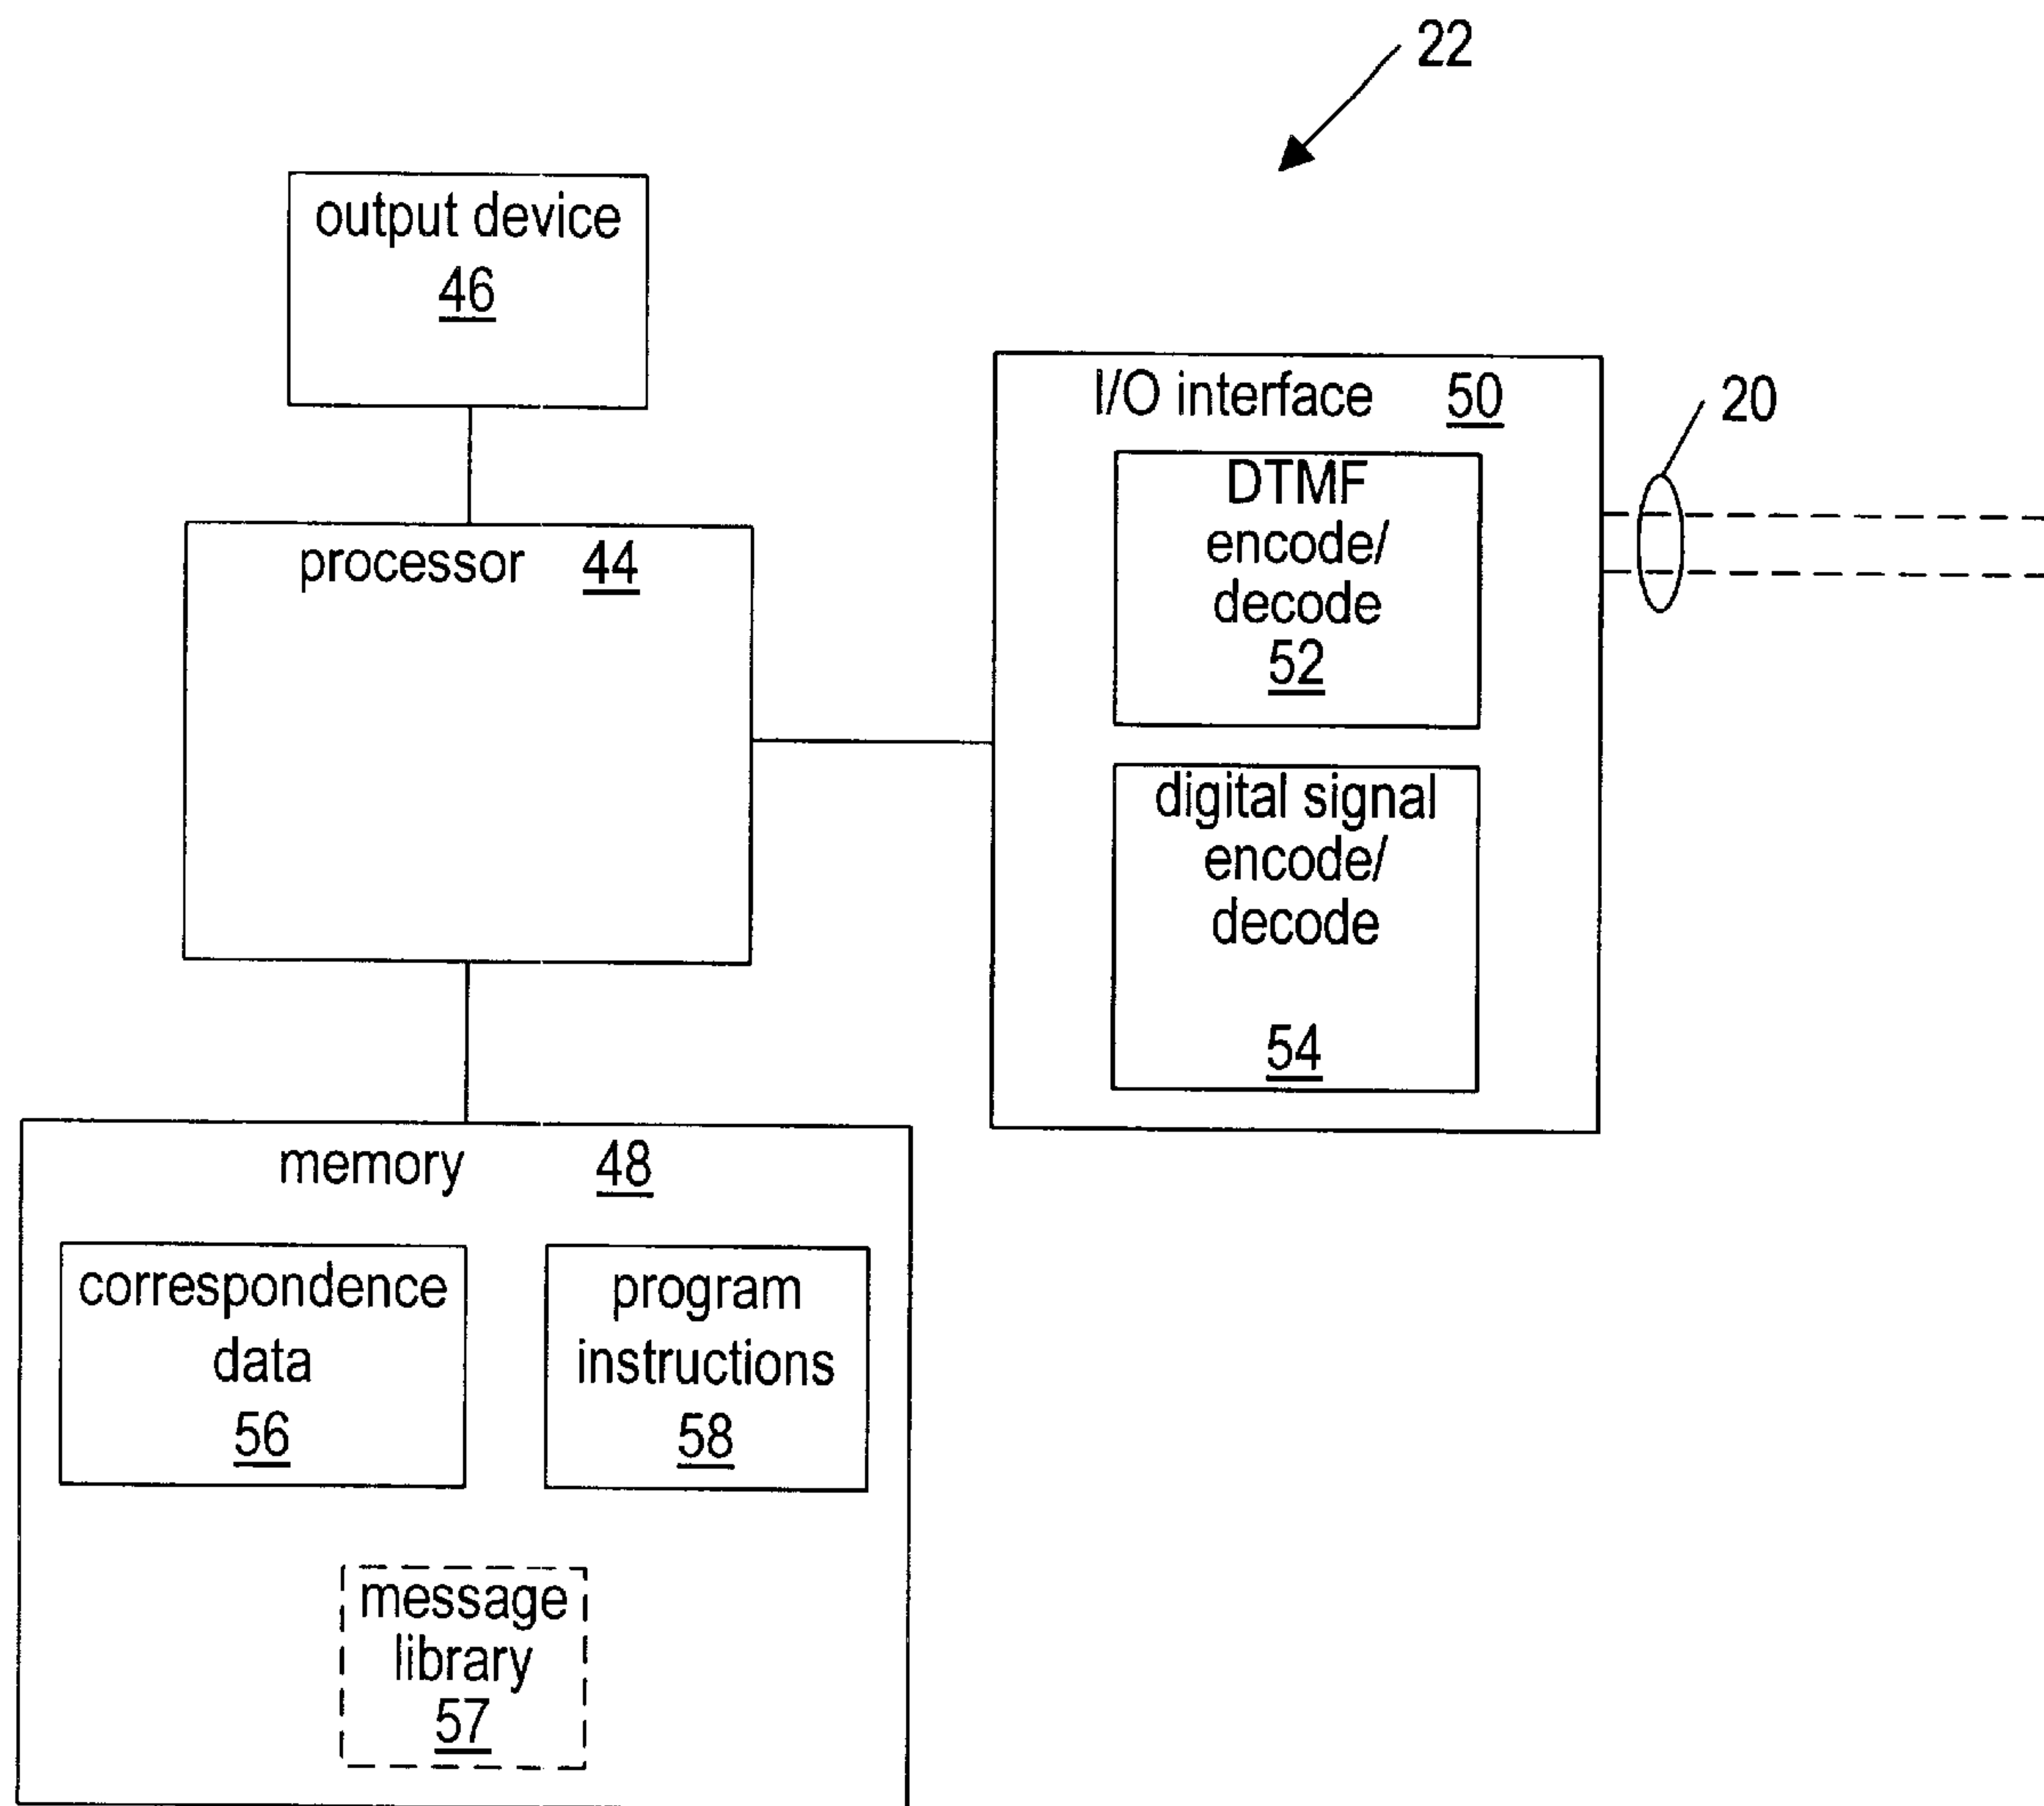 22
output device
46
I/O interface 50
20
DTMF
encode/
decode
52
processor 44
digital signal
encode/
decode
54
memory 48
correspondence
data
56
program
instructions
58
message
library
57